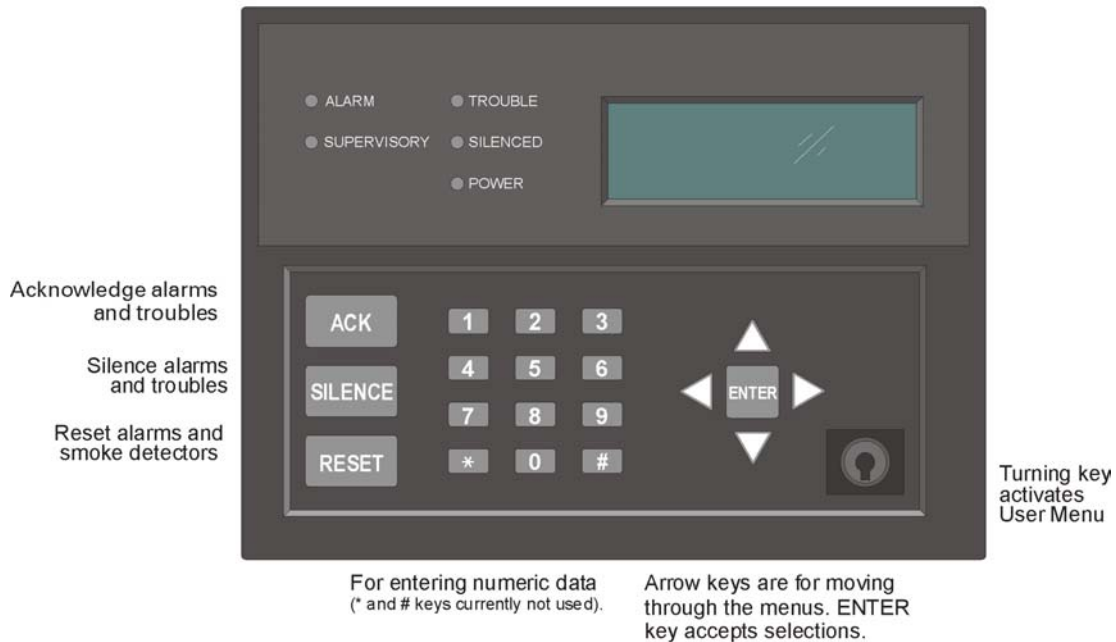 ALARM
TROUBLE
SUPERVISORY
SILENCED
POWER
Acknowledge alarms
and troubles
ACK
1 2 3
Silence alarms
and troubles
SILENCE
4 5 6
ENTER
7 8 9
Reset alarms and
smoke detectors
RESET
* 0 #
Turning key
activates
User Menu
For entering numeric data
(* and # keys currently not used).
Arrow keys are for moving
through the menus. ENTER
key accepts selections.